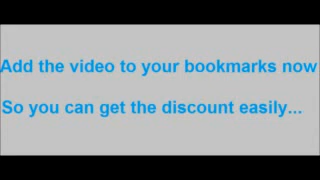 Add the video to your bookmarks now
So you can get the discount easily...